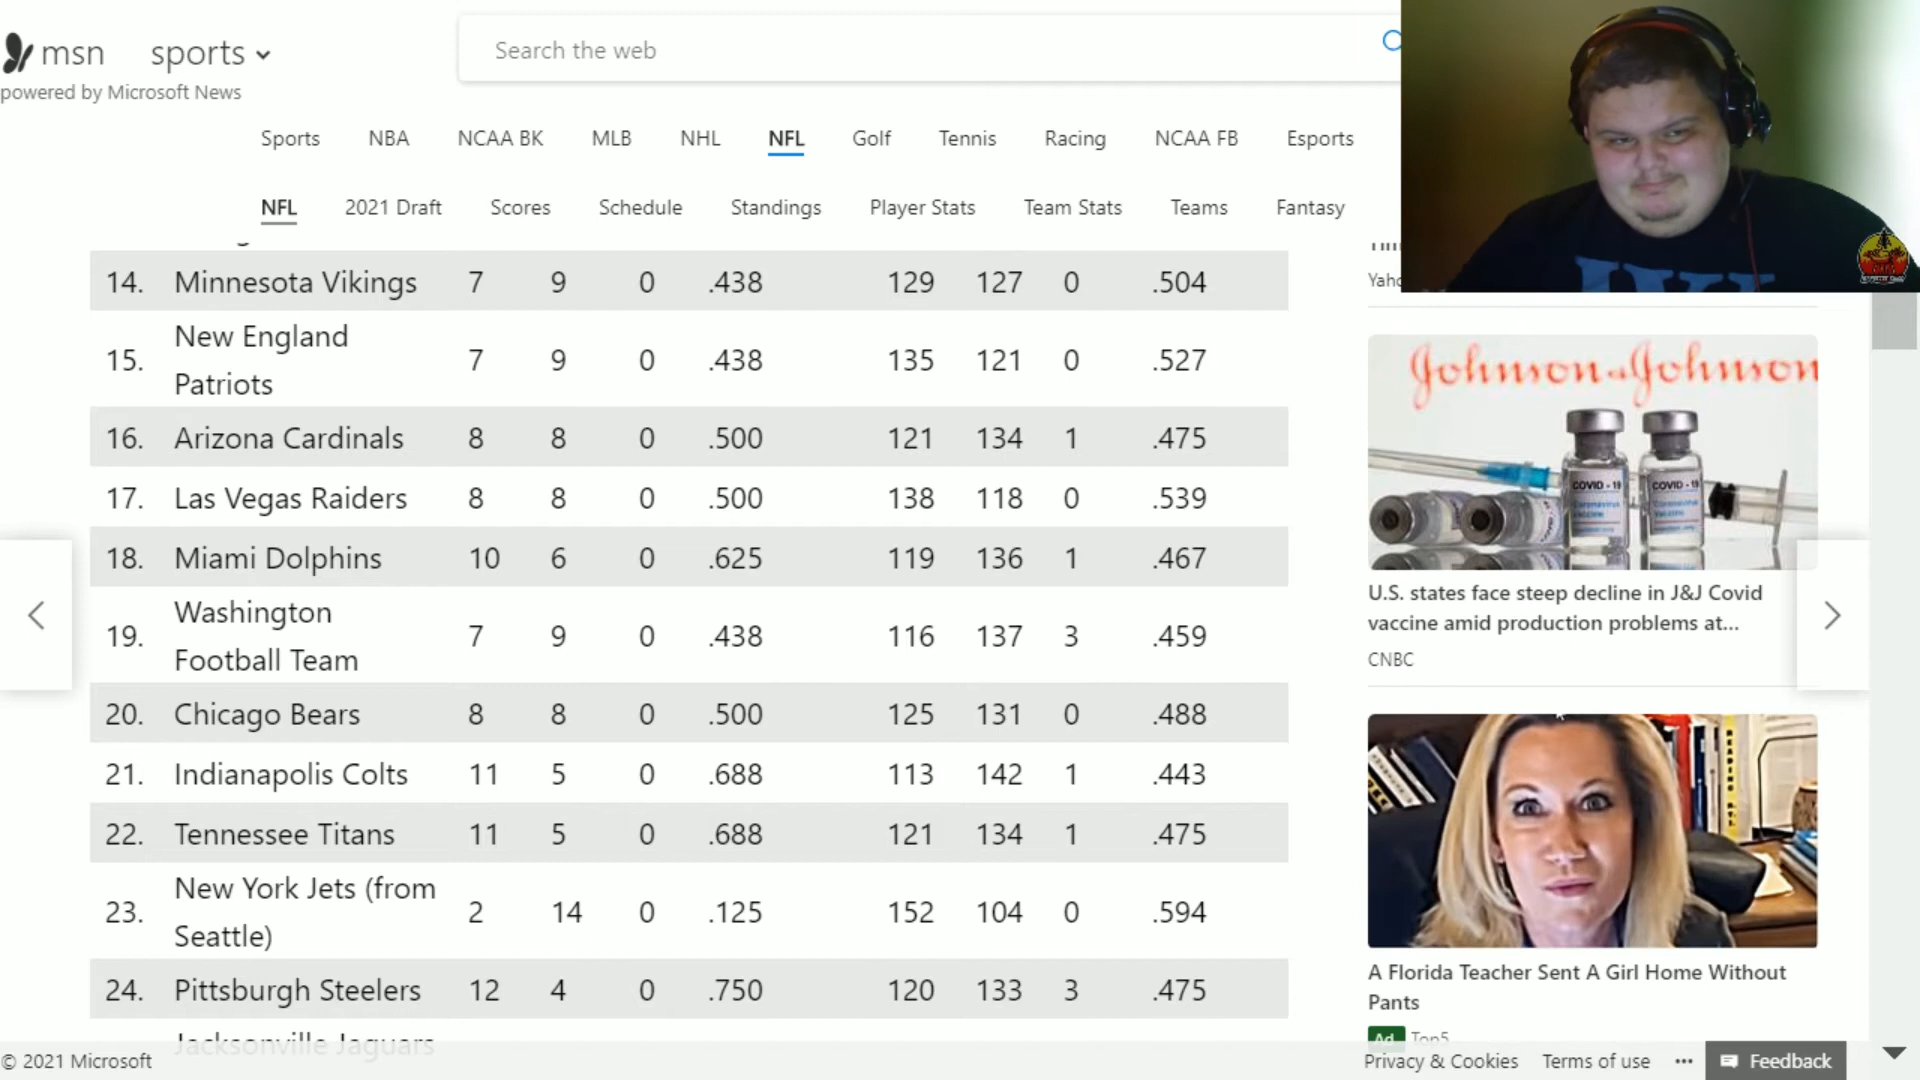 msn sports
powered by Microsoft News
Search the web
Sports NBA NCAA BK MLB NHL NFL Golf Tennis Racing NCAA FB Esports
NFL 2021 Draft Scores Schedule Standings Player Stats Team Stats Teams Fantasy
14. Minnesota Vikings 7 9 0 .438 129 127 0 .504
New England
15. 7 9 0 .438 135 121 0 .527
Patriots
16. Arizona Cardinals 8 8 0 .500 121 134 1 .475
17. Las Vegas Raiders 8 8 0 .500 138 118 0 .539
18. Miami Dolphins 10 6 0 .625 119 136 1 .467
Washington
19. 7 9 0 .438 116 137 3 .459
Football Team
20. Chicago Bears 8 8 0 .500 125 131 0 .488
21. Indianapolis Colts 11 5 0 .688 113 142 1 .443
22. Tennessee Titans 11 5 0 .688 121 134 1 .475
New York Jets (from
23. 2 14 0 .125 152 104 0 .594
Seattle)
24. Pittsburgh Steelers 12 4 0 .750 120 133 3 .475
Jacksonville Jaguars
Johnson & Johnson
COVID-19 COVID-19
Coronavirus Coronavirus
Vaccine Vaccine
U.S. states face steep decline in J&J Covid
vaccine amid production problems at...
CNBC
A Florida Teacher Sent A Girl Home Without
Pants
Ad Top5
© 2021 Microsoft
Privacy & Cookies Terms of use ... Feedback